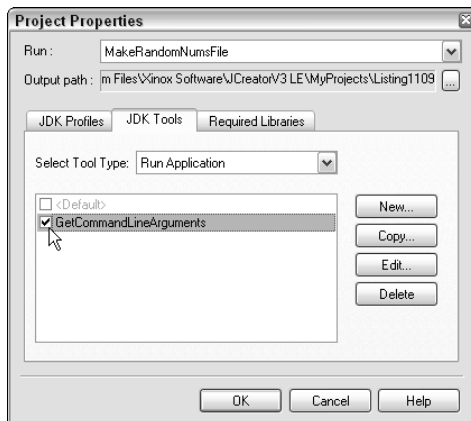 Project Properties
Run : MakeRandomNumsFile
Output path : m Files\Xinox Software\JCreatorV3 LE\MyProjects\Listing1109 ...
JDK Profiles JDK Tools Required Libraries
Select Tool Type: Run Application
<Default> New...
GetCommandLineArguments
Copy...
Edit...
Delete
OK Cancel Help